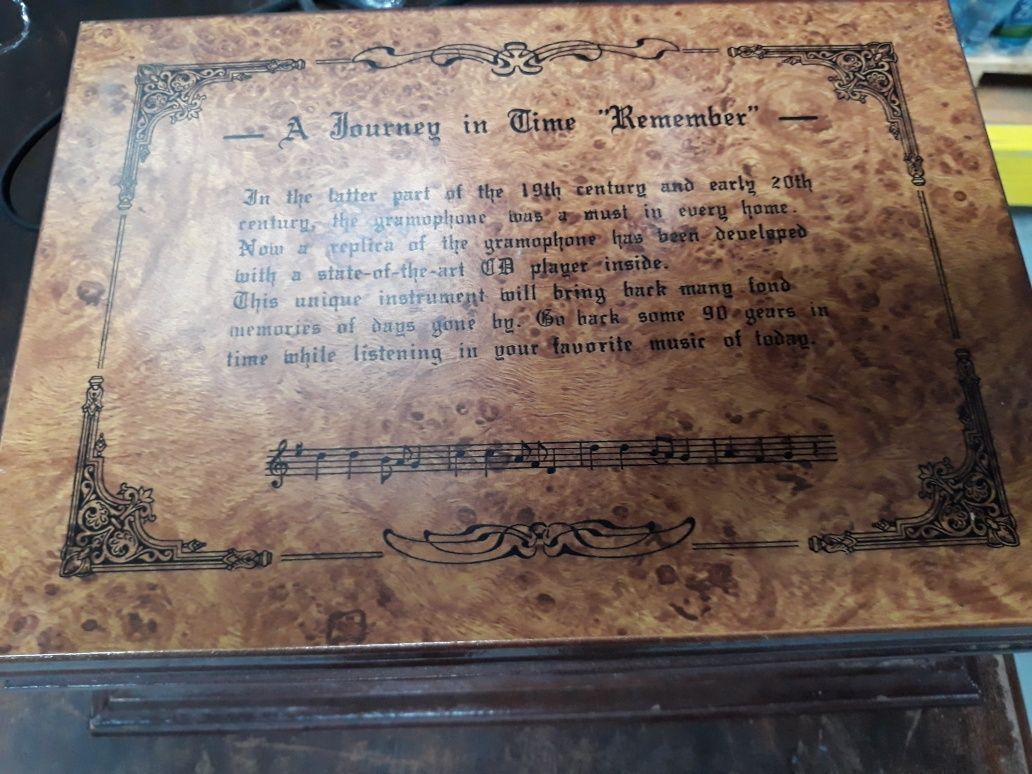 A Journey in Time "Remember"
In the latter part of the 19th century and early 20th
century, the gramophone was a must in every home.
Now a replica of the gramophone has been developed
with a state-of-the-art CD player inside.
This unique instrument will bring back many fond
memories of days gone by. Go back some 90 years in
time while listening in your favorite music of today.